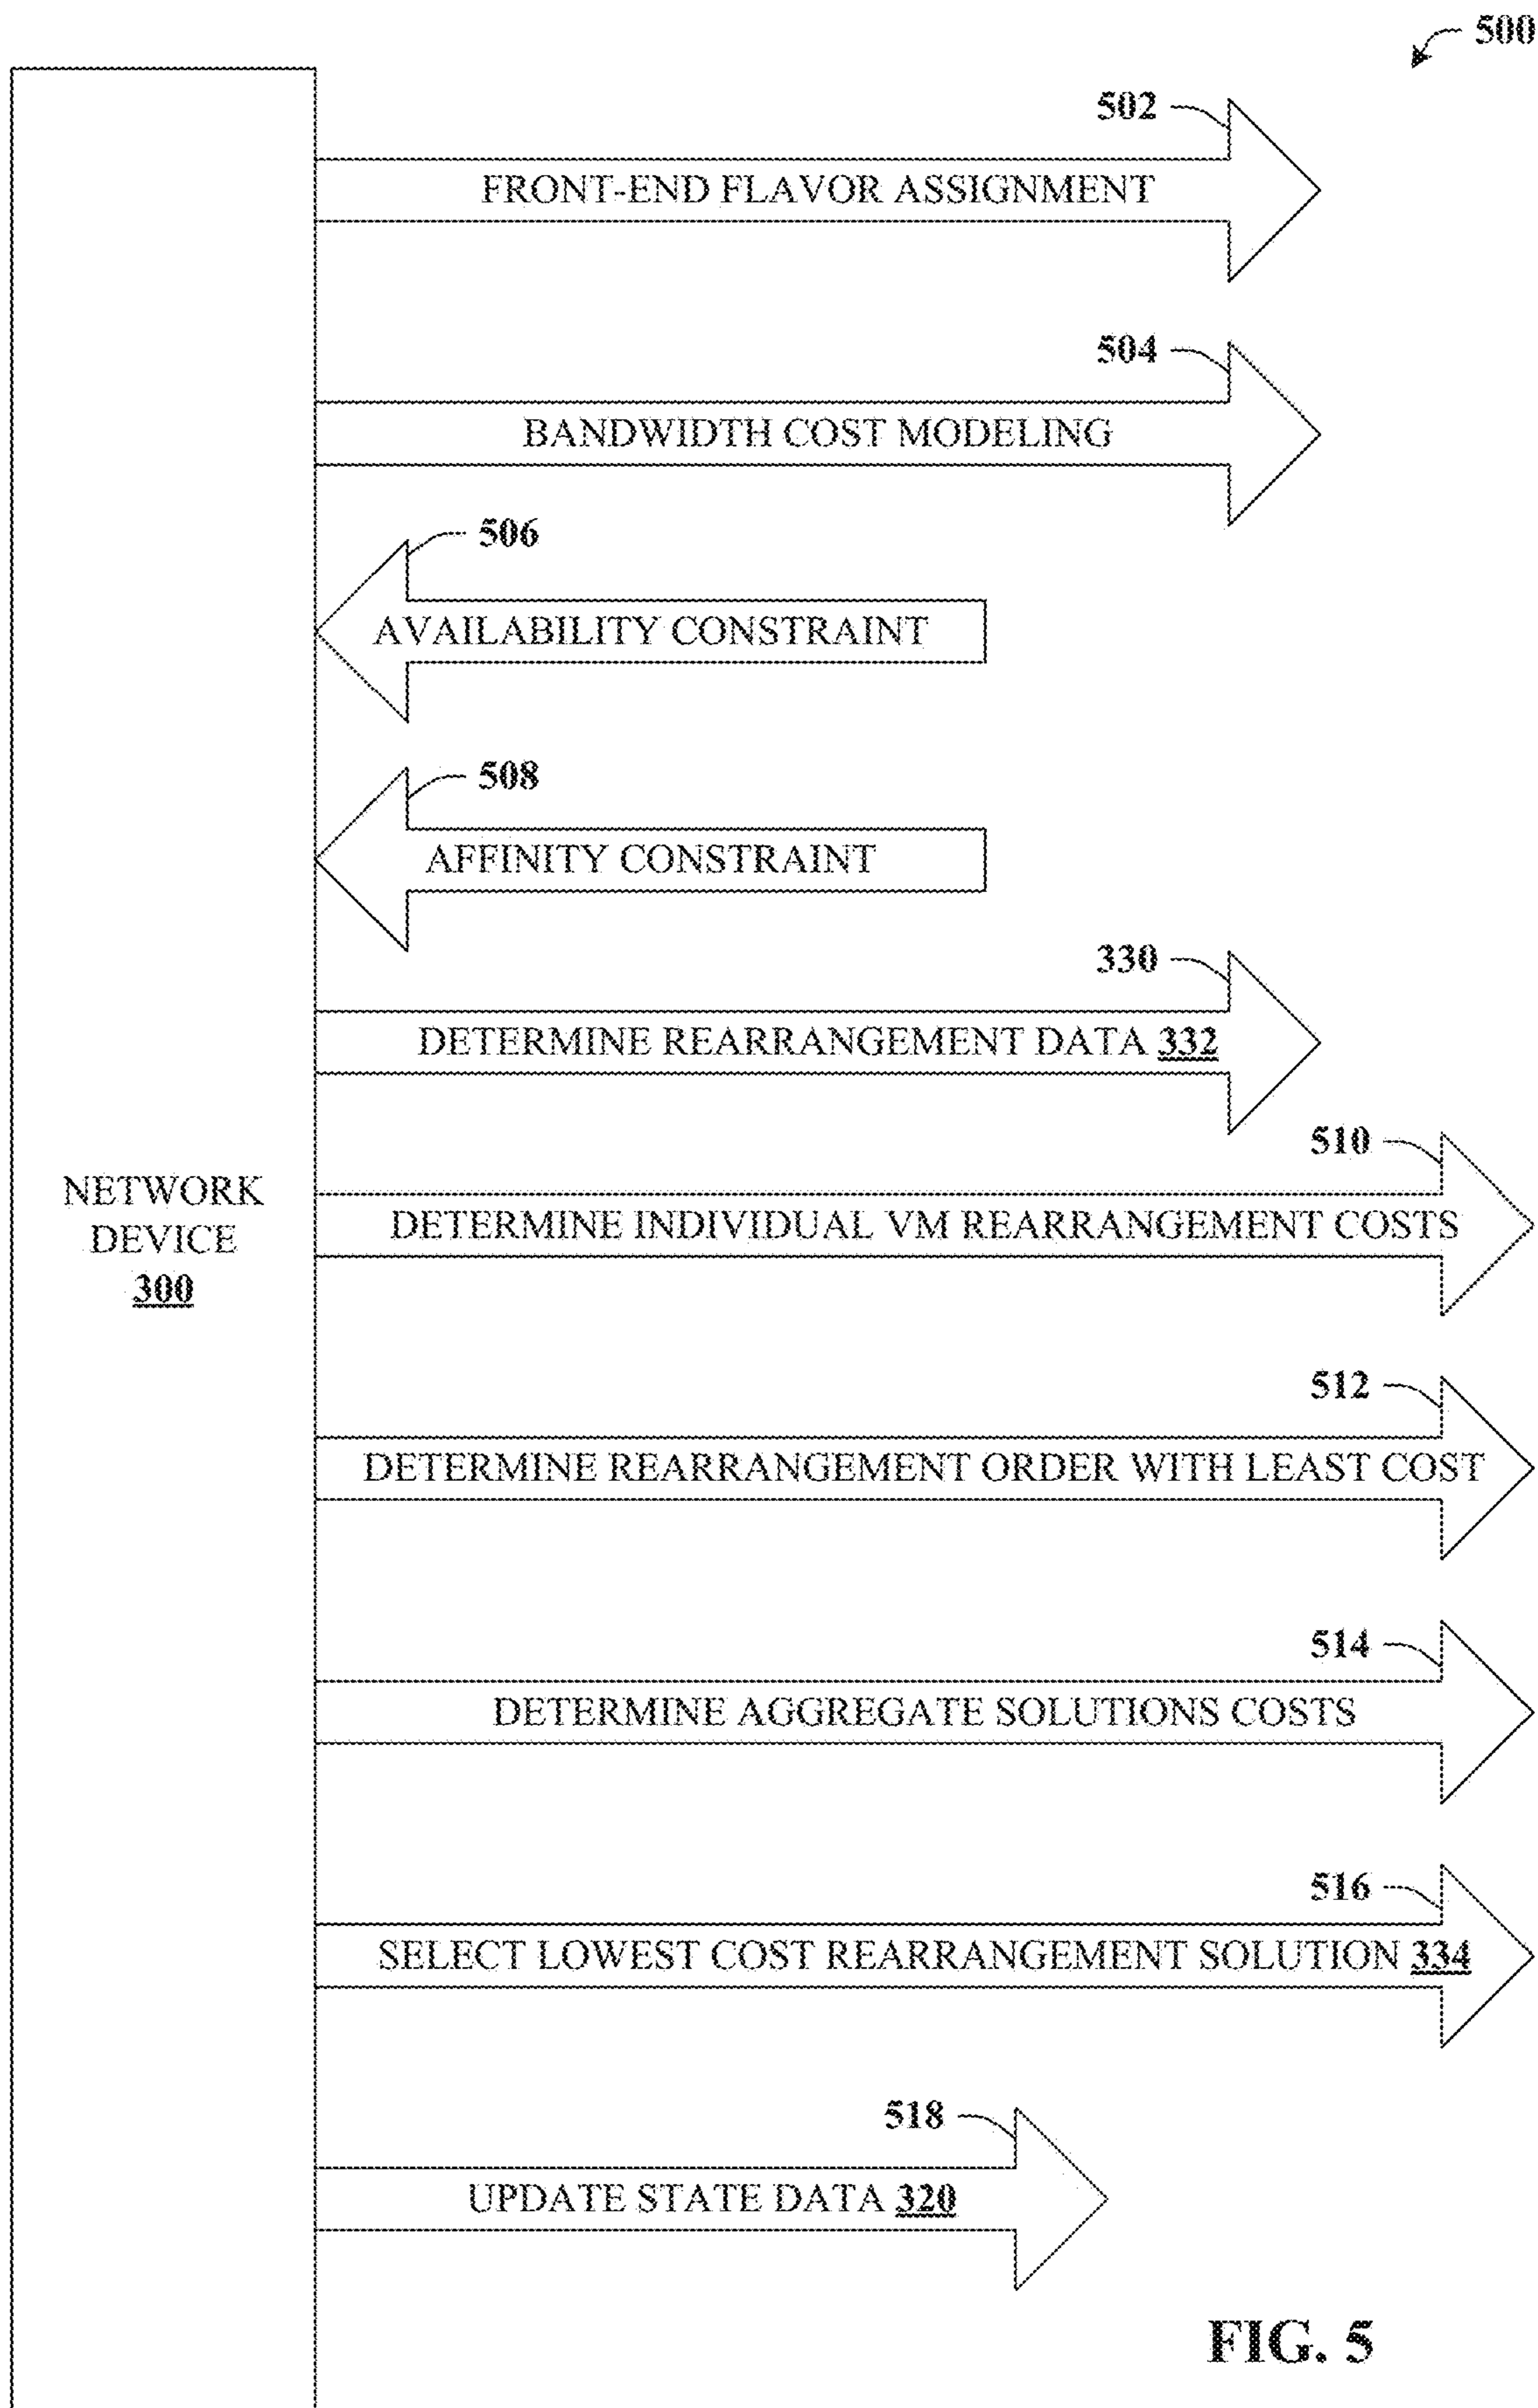 500
502
FRONT-END FLAVOR ASSIGNMENT
504
BANDWIDTH COST MODELING
506
AVAILABILITY CONSTRAINT
508
AFFINITY CONSTRAINT
330
DETERMINE REARRANGEMENT DATA 332
510
NETWORK
DEVICE
300
DETERMINE INDIVIDUAL VM REARRANGEMENT COSTS
512
DETERMINE REARRANGEMENT ORDER WITH LEAST COST
514
DETERMINE AGGREGATE SOLUTIONS COSTS
516
SELECT LOWEST COST REARRANGEMENT SOLUTION 334
518
UPDATE STATE DATA 320
FIG. 5